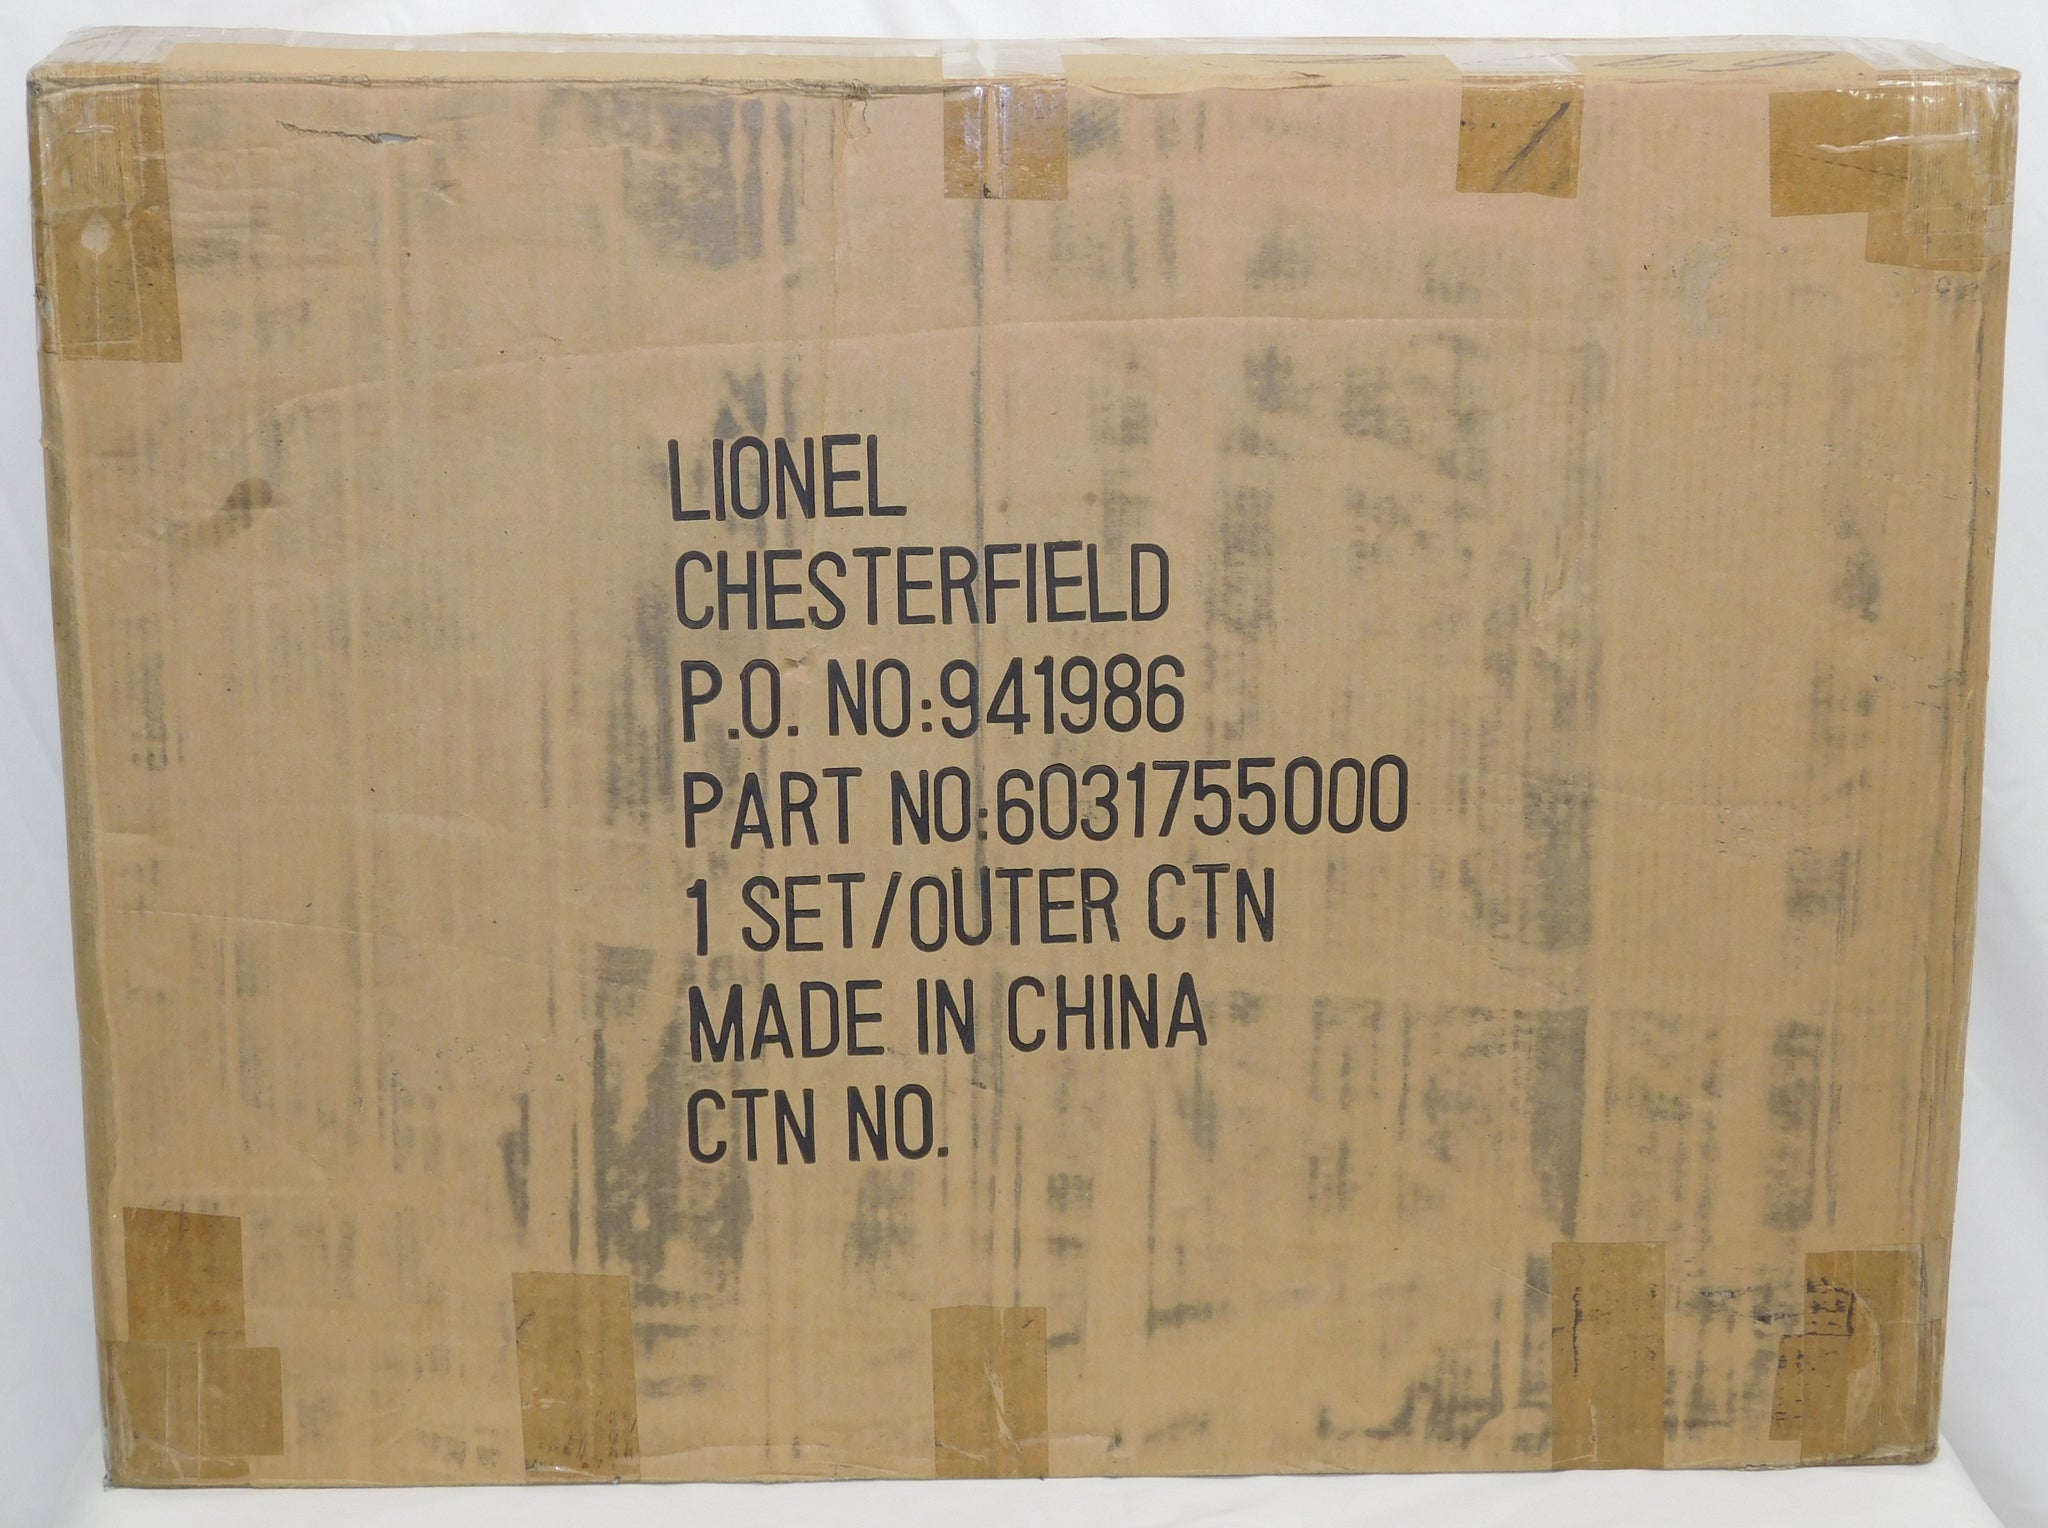 LIONEL
CHESTERFIELD
P.O. NO:941986
PART NO:6031755000
1 SET/OUTER CTN
MADE IN CHINA
CTN NO.